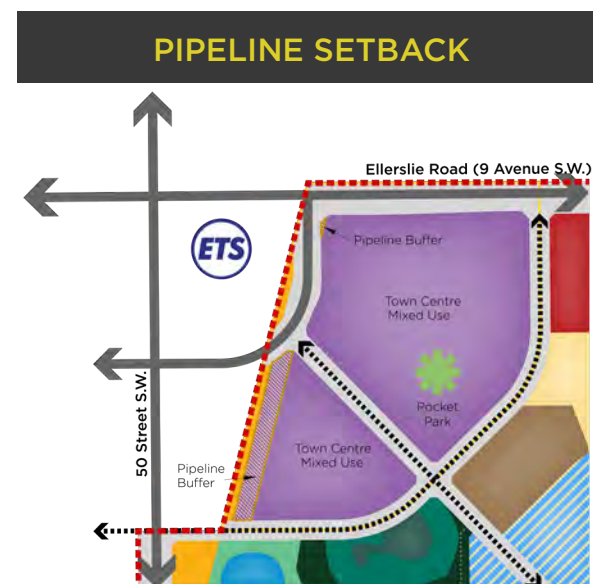 PIPELINE SETBACK
Ellerslie Road (9 Avenue S.W.)
ETS
Pipeline Buffer
Town Centre
Mixed Use
Pocket
Park
50 Street S.W.
Town Centre
Mixed Use
Pipeline
Buffer